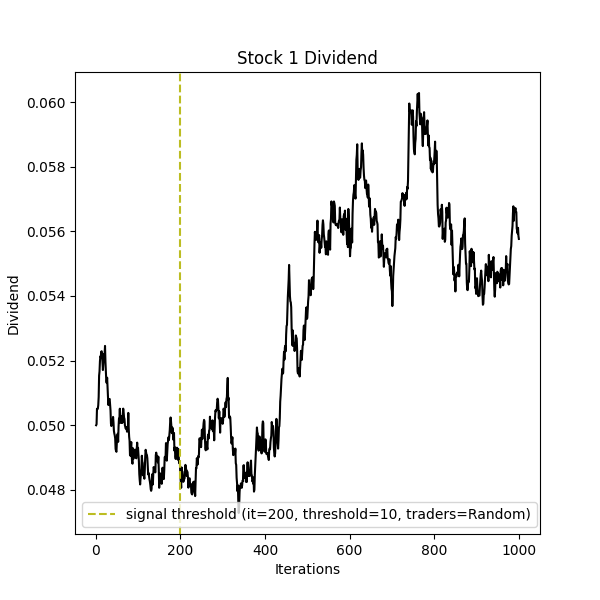 Stock 1 Dividend
0.060
0.058
0.056
0.054
0.052
0.050
0.048
Dividend
signal threshold (it=200, threshold=10, traders=Random)
0 200 400 600 800 1000
Iterations